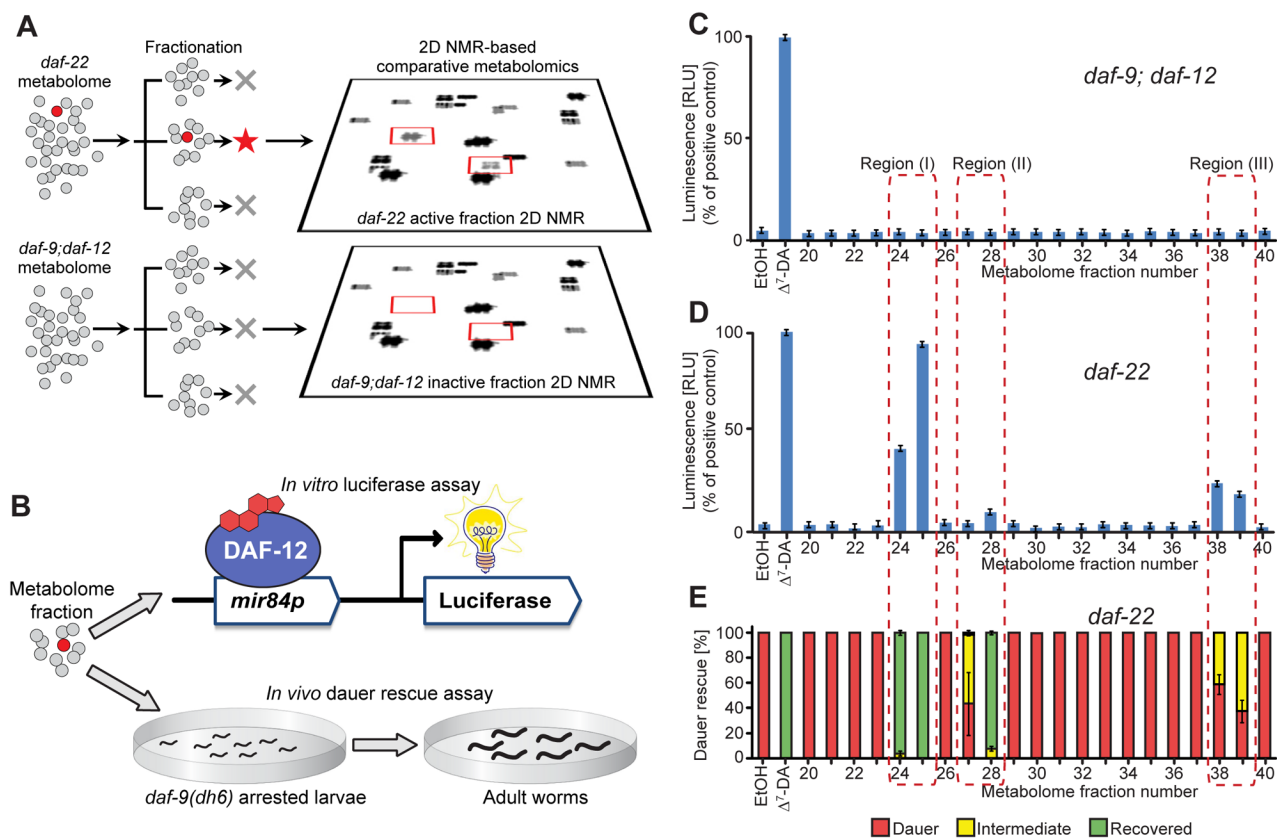 A
daf-22
metabolome
Fractionation
2D NMR-based
comparative metabolomics
daf-22 active fraction 2D NMR
daf-9;daf-12
metabolome
daf-9;daf-12 inactive fraction 2D NMR
B
In vitro luciferase assay
DAF-12
mir84p
Luciferase
Metabolome
fraction
In vivo dauer rescue assay
daf-9(dh6) arrested larvae
Adult worms
C
Luminescence [RLU]
(% of positive control)
100
50
0
daf-9; daf-12
Region (I)
Region (II)
Region (III)
EtOH
Δ7-DA
20 22 24 26 28 30 32 34 36 38 40
Metabolome fraction number
D
Luminescence [RLU]
(% of positive control)
100
50
0
daf-22
EtOH
Δ7-DA
20 22 24 26 28 30 32 34 36 38 40
Metabolome fraction number
E
daf-22
Dauer rescue [%]
100
80
60
40
20
0
EtOH
Δ7-DA
20 22 24 26 28 30 32 34 36 38 40
Metabolome fraction number
Dauer Intermediate Recovered